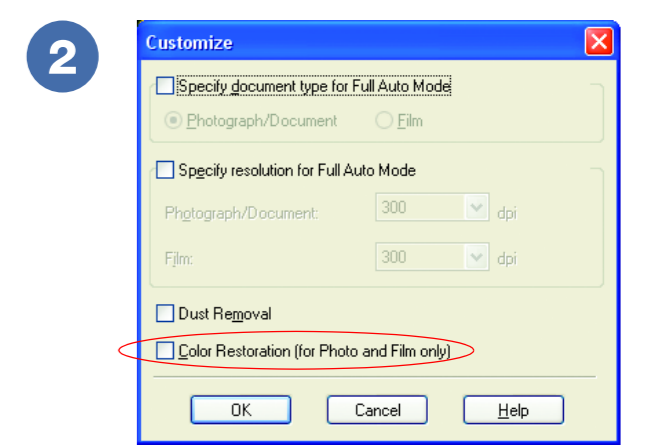 2
Customize
Specify document type for Full Auto Mode
Photograph/Document Film
Specify resolution for Full Auto Mode
Photograph/Document: 300 dpi
Film: 300 dpi
Dust Removal
Color Restoration (for Photo and Film only)
OK Cancel Help